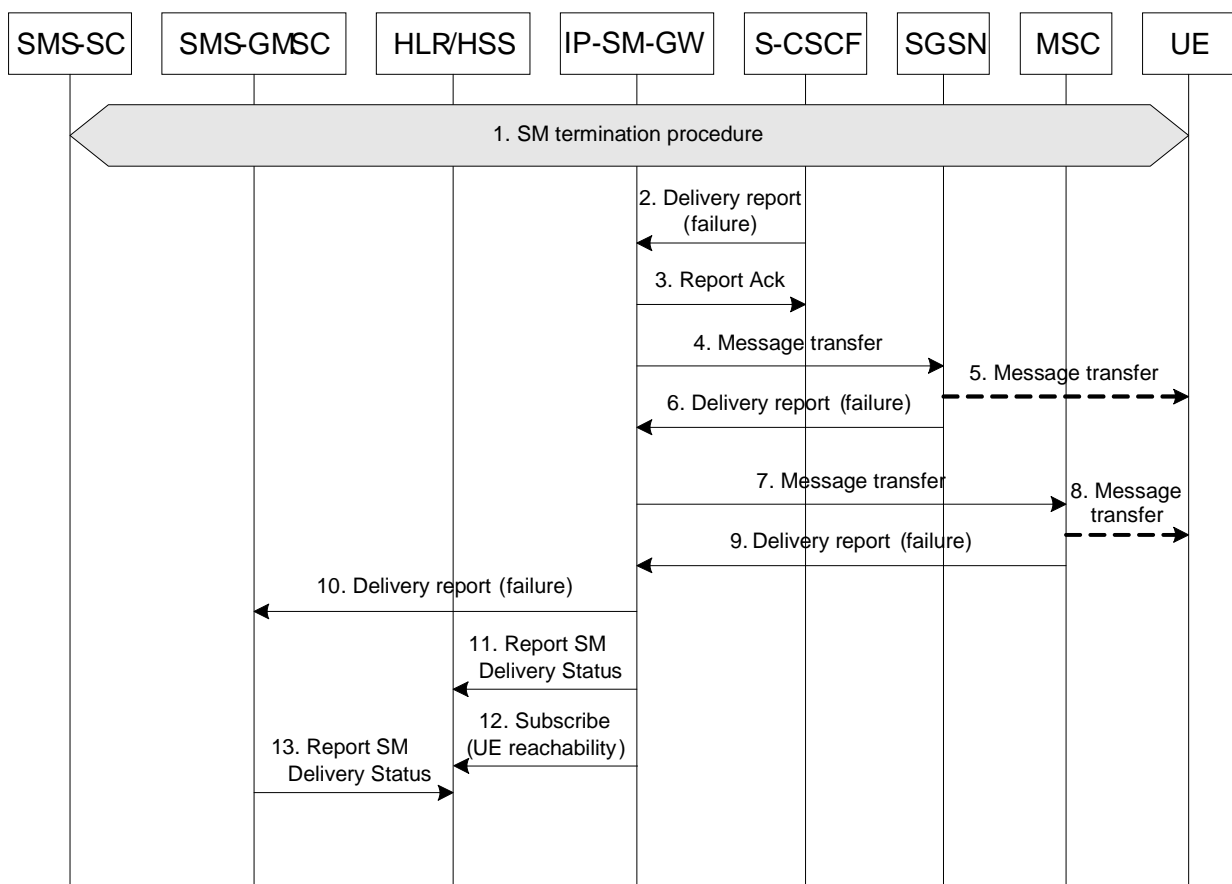 SMS-SC
SMS-GMSC
HLR/HSS
IP-SM-GW
S-CSCF
SGSN
MSC
UE
1. SM termination procedure
2. Delivery report
(failure)
3. Report Ack
4. Message transfer
5. Message transfer
6. Delivery report (failure)
7. Message transfer
8. Message
transfer
9. Delivery report (failure)
10. Delivery report (failure)
11. Report SM
Delivery Status
12. Subscribe
(UE reachability)
13. Report SM
Delivery Status